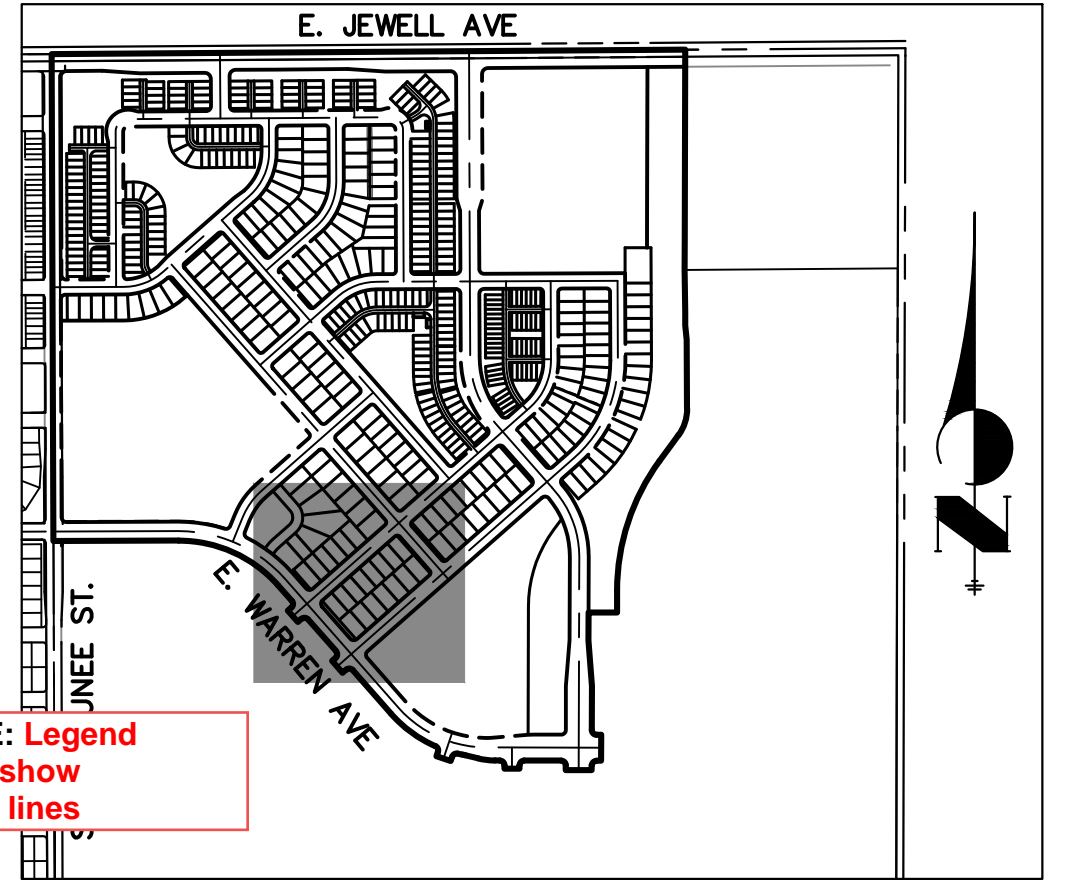 E. JEWELL AVE
E. WARREN AVE
UNEE ST.
S
E: Legend
show
lines
N